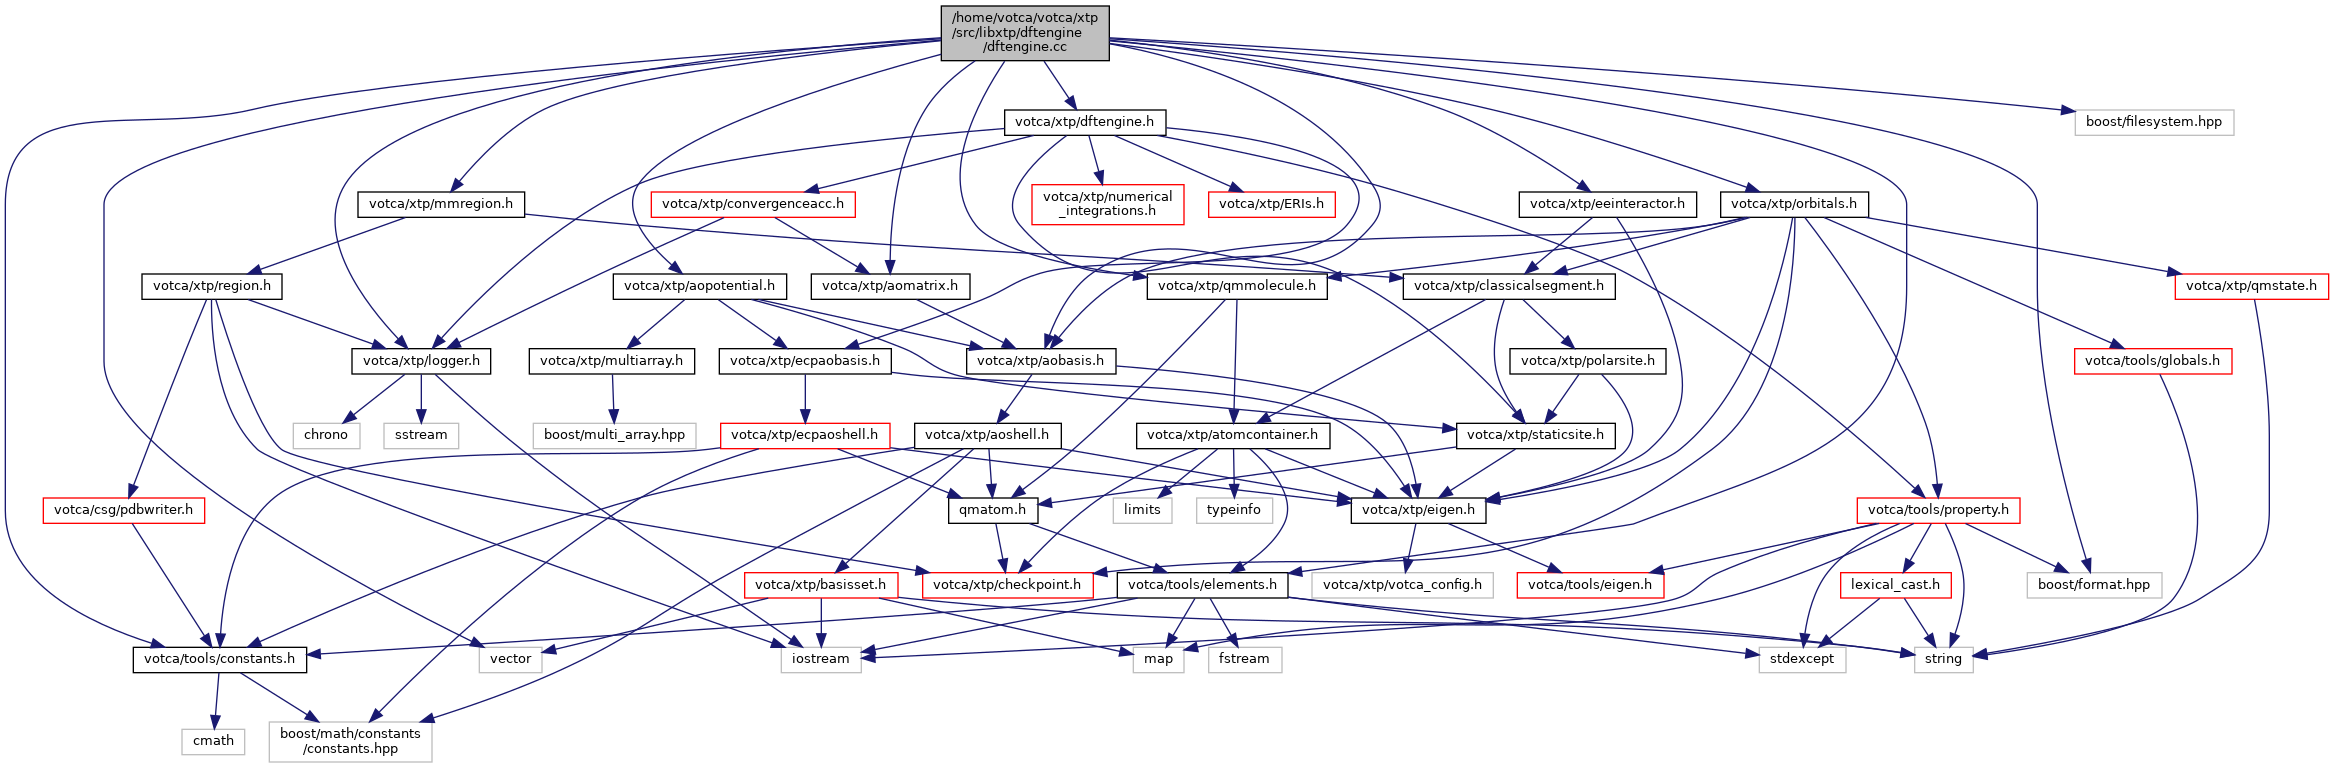 /home/votca/votca/xtp
/src/libxtp/dftengine
/dftengine.cc
votca/xtp/dftengine.h
boost/filesystem.hpp
votca/xtp/mmregion.h
votca/xtp/convergenceacc.h
votca/xtp/numerical
_integrations.h
votca/xtp/ERIs.h
votca/xtp/eeinteractor.h
votca/xtp/orbitals.h
votca/xtp/region.h
votca/xtp/aopotential.h
votca/xtp/aomatrix.h
votca/xtp/qmmolecule.h
votca/xtp/classicalsegment.h
votca/xtp/qmstate.h
votca/xtp/logger.h
votca/xtp/multiarray.h
votca/xtp/ecpaobasis.h
votca/xtp/aobasis.h
votca/xtp/polarsite.h
votca/tools/globals.h
chrono
sstream
boost/multi_array.hpp
votca/xtp/ecpaoshell.h
votca/xtp/aoshell.h
votca/xtp/atomcontainer.h
votca/xtp/staticsite.h
votca/csg/pdbwriter.h
qmatom.h
limits
typeinfo
votca/xtp/eigen.h
votca/tools/property.h
votca/xtp/basisset.h
votca/xtp/checkpoint.h
votca/tools/elements.h
votca/xtp/votca_config.h
votca/tools/eigen.h
lexical_cast.h
boost/format.hpp
votca/tools/constants.h
vector
iostream
map
fstream
stdexcept
string
cmath
boost/math/constants
/constants.hpp